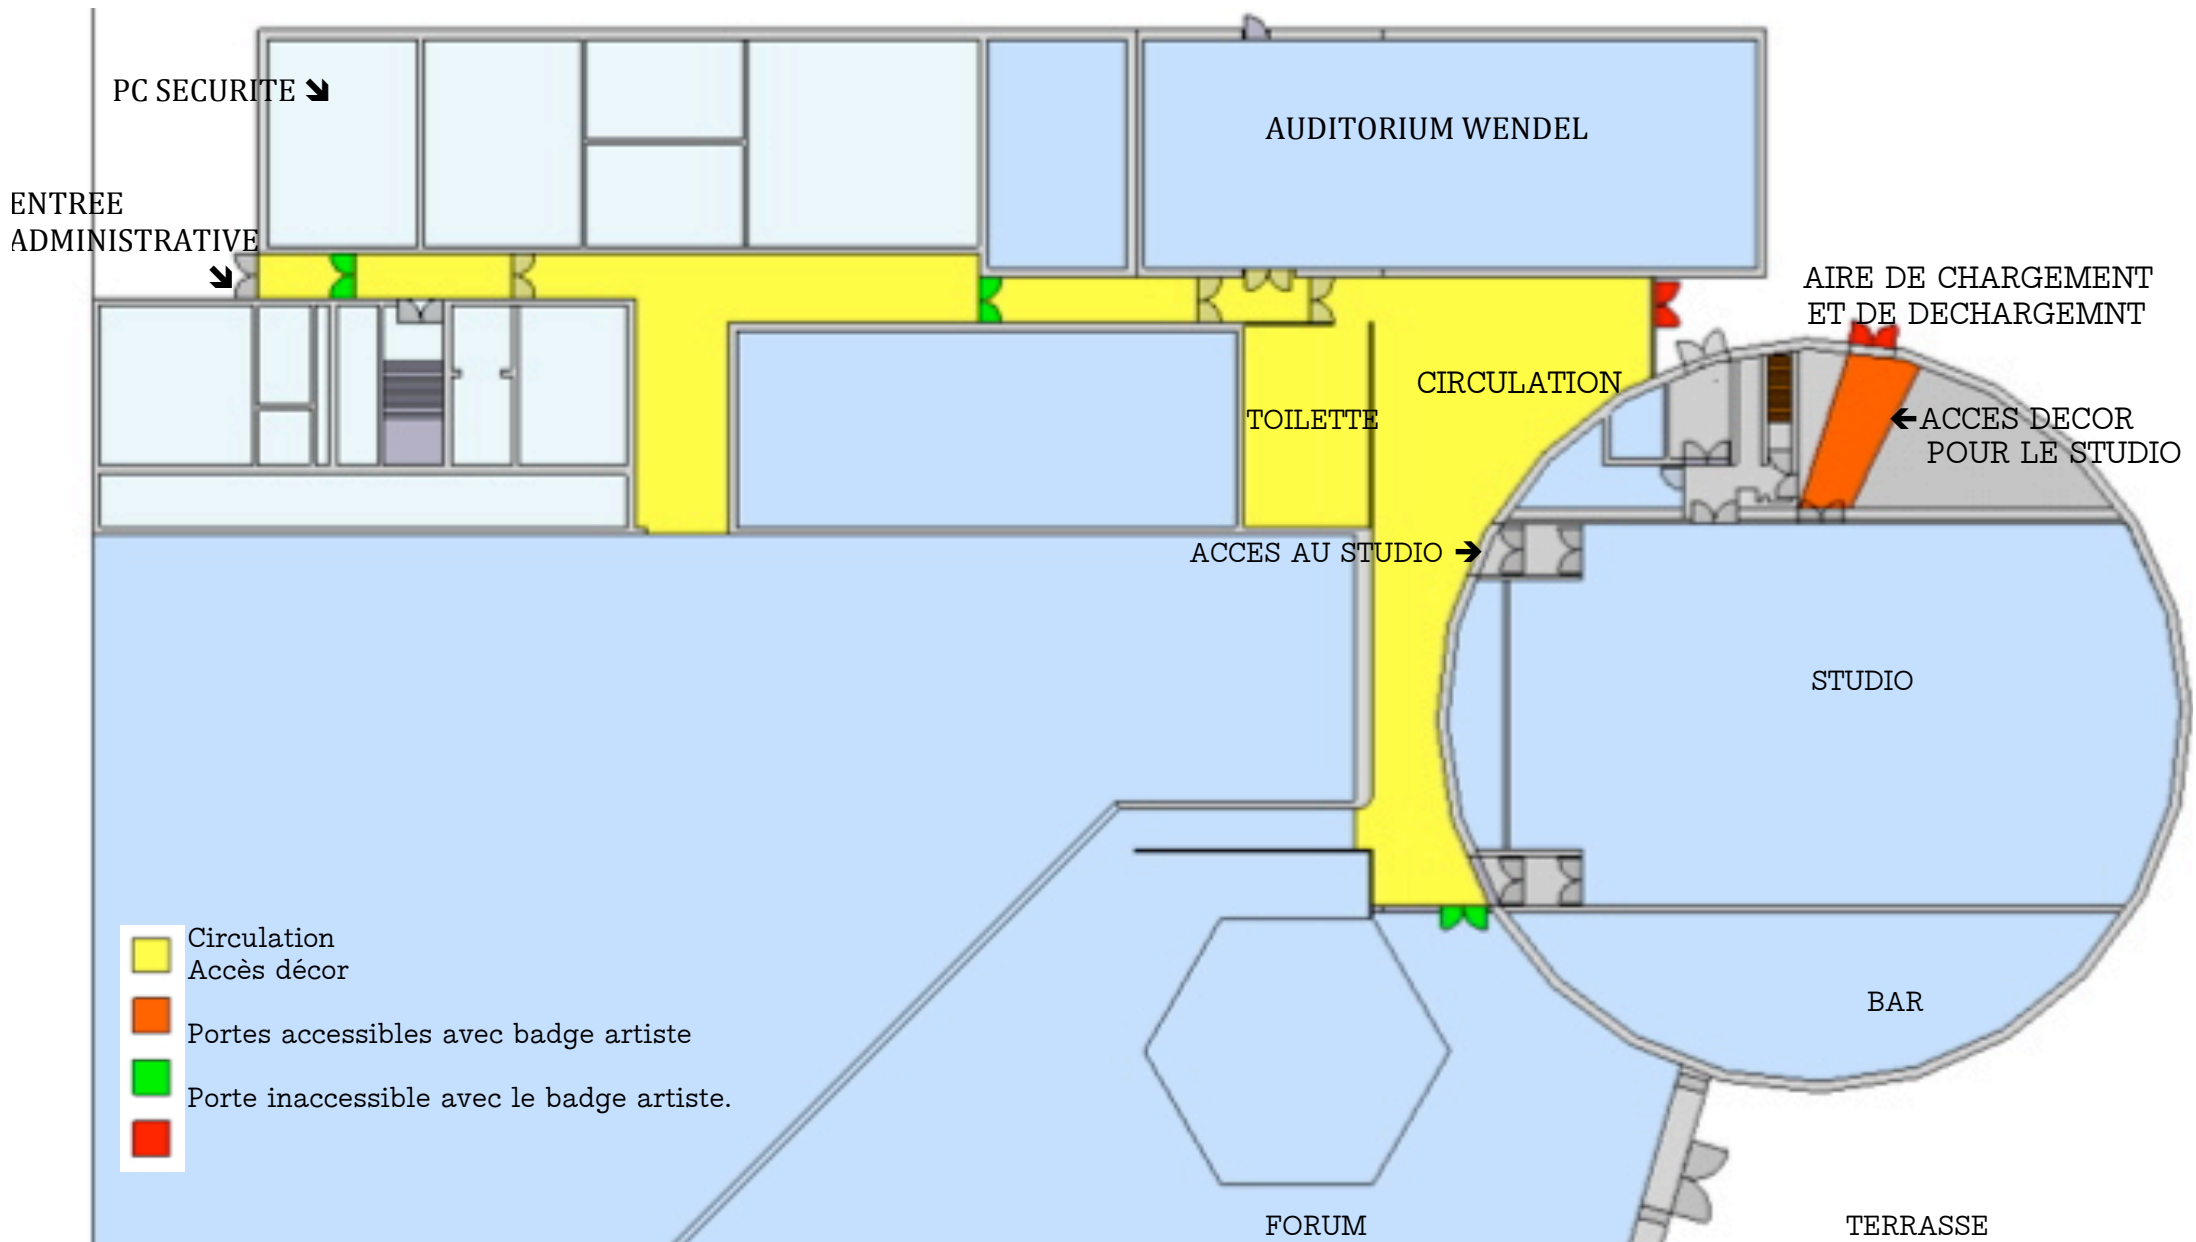 PC SECURITE 🡮
AUDITORIUM WENDEL
ENTREE
ADMINISTRATIVE
🡮
AIRE DE CHARGEMENT
ET DE DECHARGEMNT
CIRCULATION
TOILETTE
🡨ACCES DECOR
POUR LE STUDIO
ACCES AU STUDIO 🡪
STUDIO
Circulation
Accès décor
Portes accessibles avec badge artiste
Porte inaccessible avec le badge artiste.
BAR
FORUM
TERRASSE